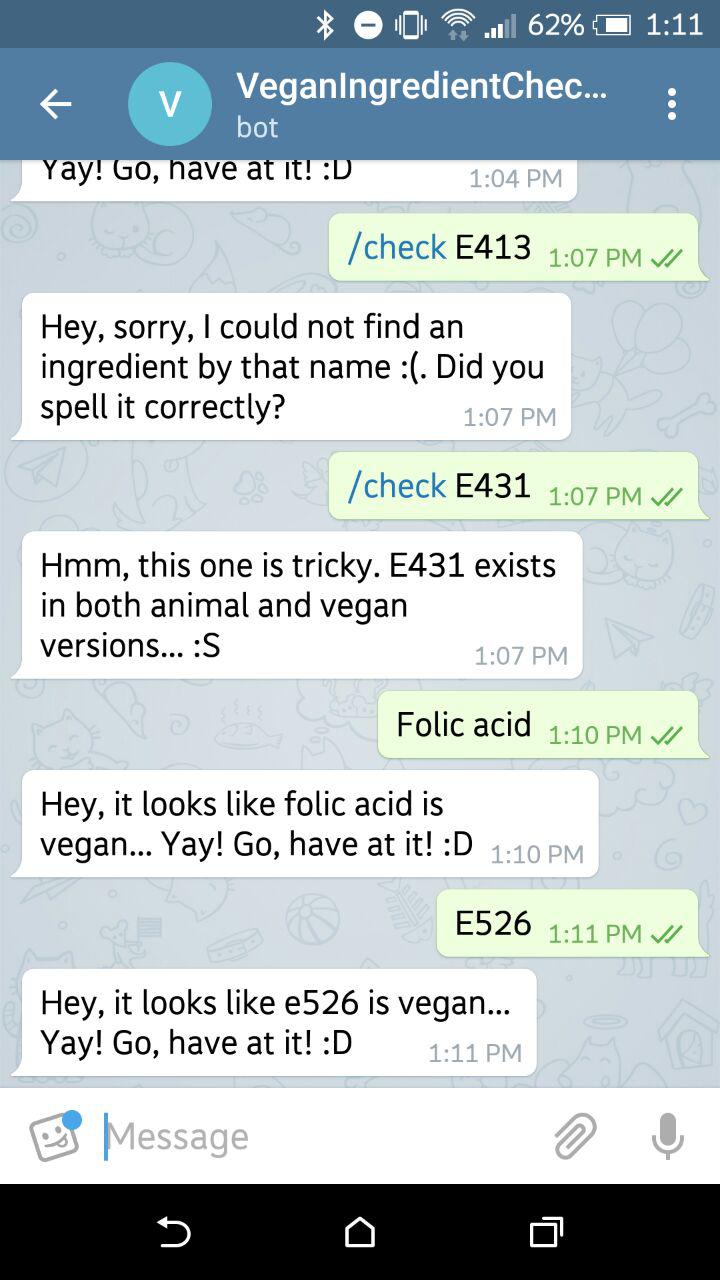 62% 1:11
V
VeganIngredientChec...
bot
Yay! Go, have at it! :D 1:04 PM
/check E413 1:07 PM
Hey, sorry, I could not find an
ingredient by that name :(. Did you
spell it correctly? 1:07 PM
/check E431 1:07 PM
Hmm, this one is tricky. E431 exists
in both animal and vegan
versions... :S 1:07 PM
Folic acid 1:10 PM
Hey, it looks like folic acid is
vegan... Yay! Go, have at it! :D 1:10 PM
E526 1:11 PM
Hey, it looks like e526 is vegan...
Yay! Go, have at it! :D 1:11 PM
Message